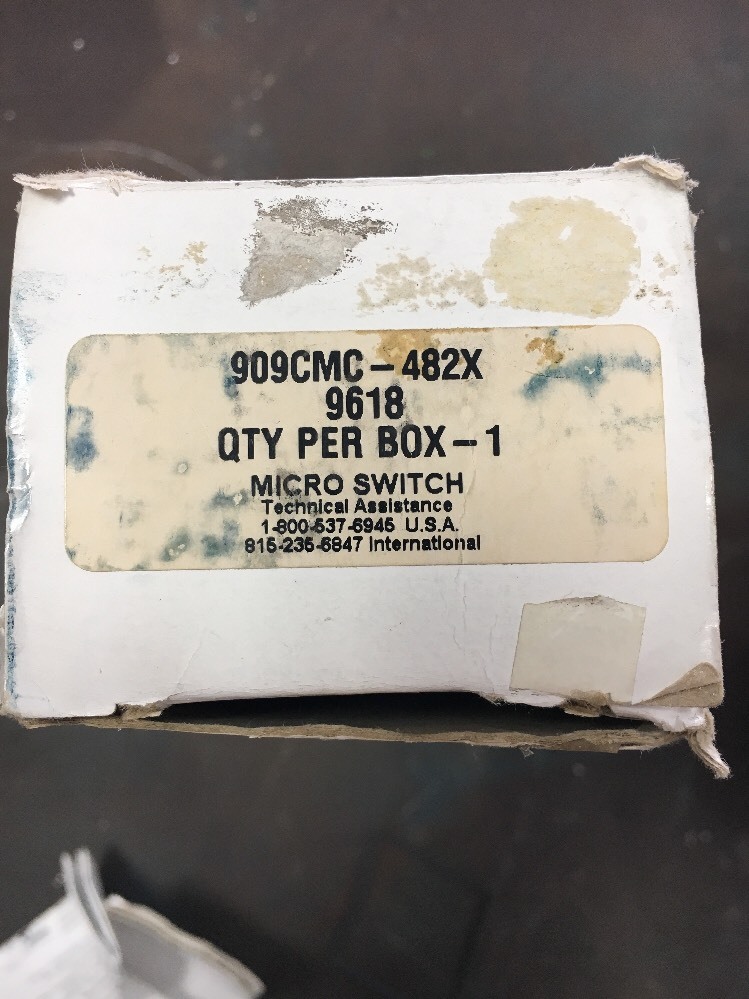 909CMC-482X
9618
QTY PER BOX-1
MICRO SWITCH
Technical Assistance
1-800-537-6945 U.S.A.
815-235-6847 International